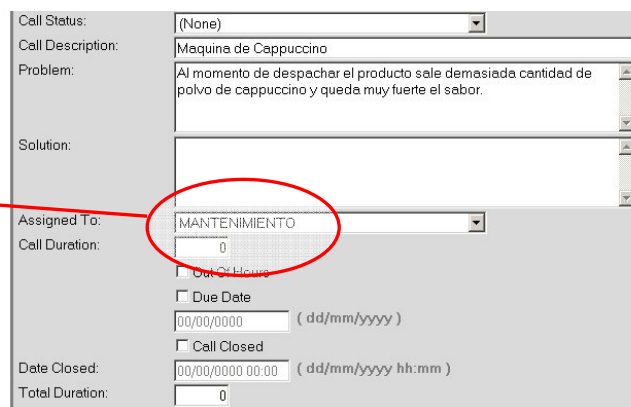 Call Status: (None)
Call Description: Maquina de Cappuccino
Problem: Al momento de despachar el producto sale demasiada cantidad de
polvo de cappuccino y queda muy fuerte el sabor.
Solution:
Assigned To: MANTENIMIENTO
Call Duration: 0
Out Of Hours
Due Date
00/00/0000 ( dd/mm/yyyy )
Call Closed
Date Closed: 00/00/0000 00:00 ( dd/mm/yyyy hh:mm )
Total Duration: 0